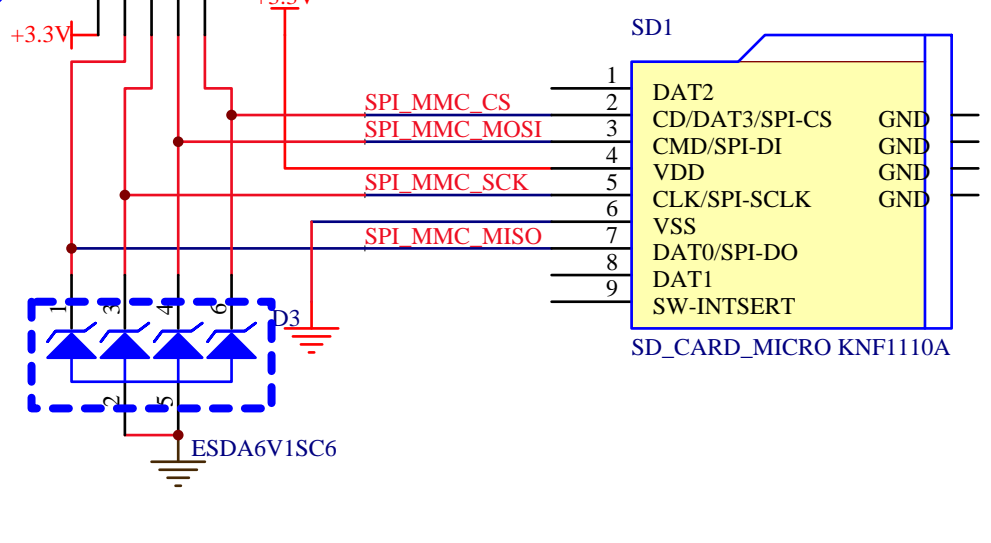 +3.3V
+3.3V
SD1
1
DAT2
2
SPI_MMC_CS
CD/DAT3/SPI-CS
GND
3
SPI_MMC_MOSI
CMD/SPI-DI
GND
4
VDD
GND
5
SPI_MMC_SCK
CLK/SPI-SCLK
GND
6
VSS
7
SPI_MMC_MISO
DAT0/SPI-DO
8
DAT1
9
SW-INTSERT
1
3
4
6
D3
SD_CARD_MICRO KNF1110A
2
5
ESDA6V1SC6